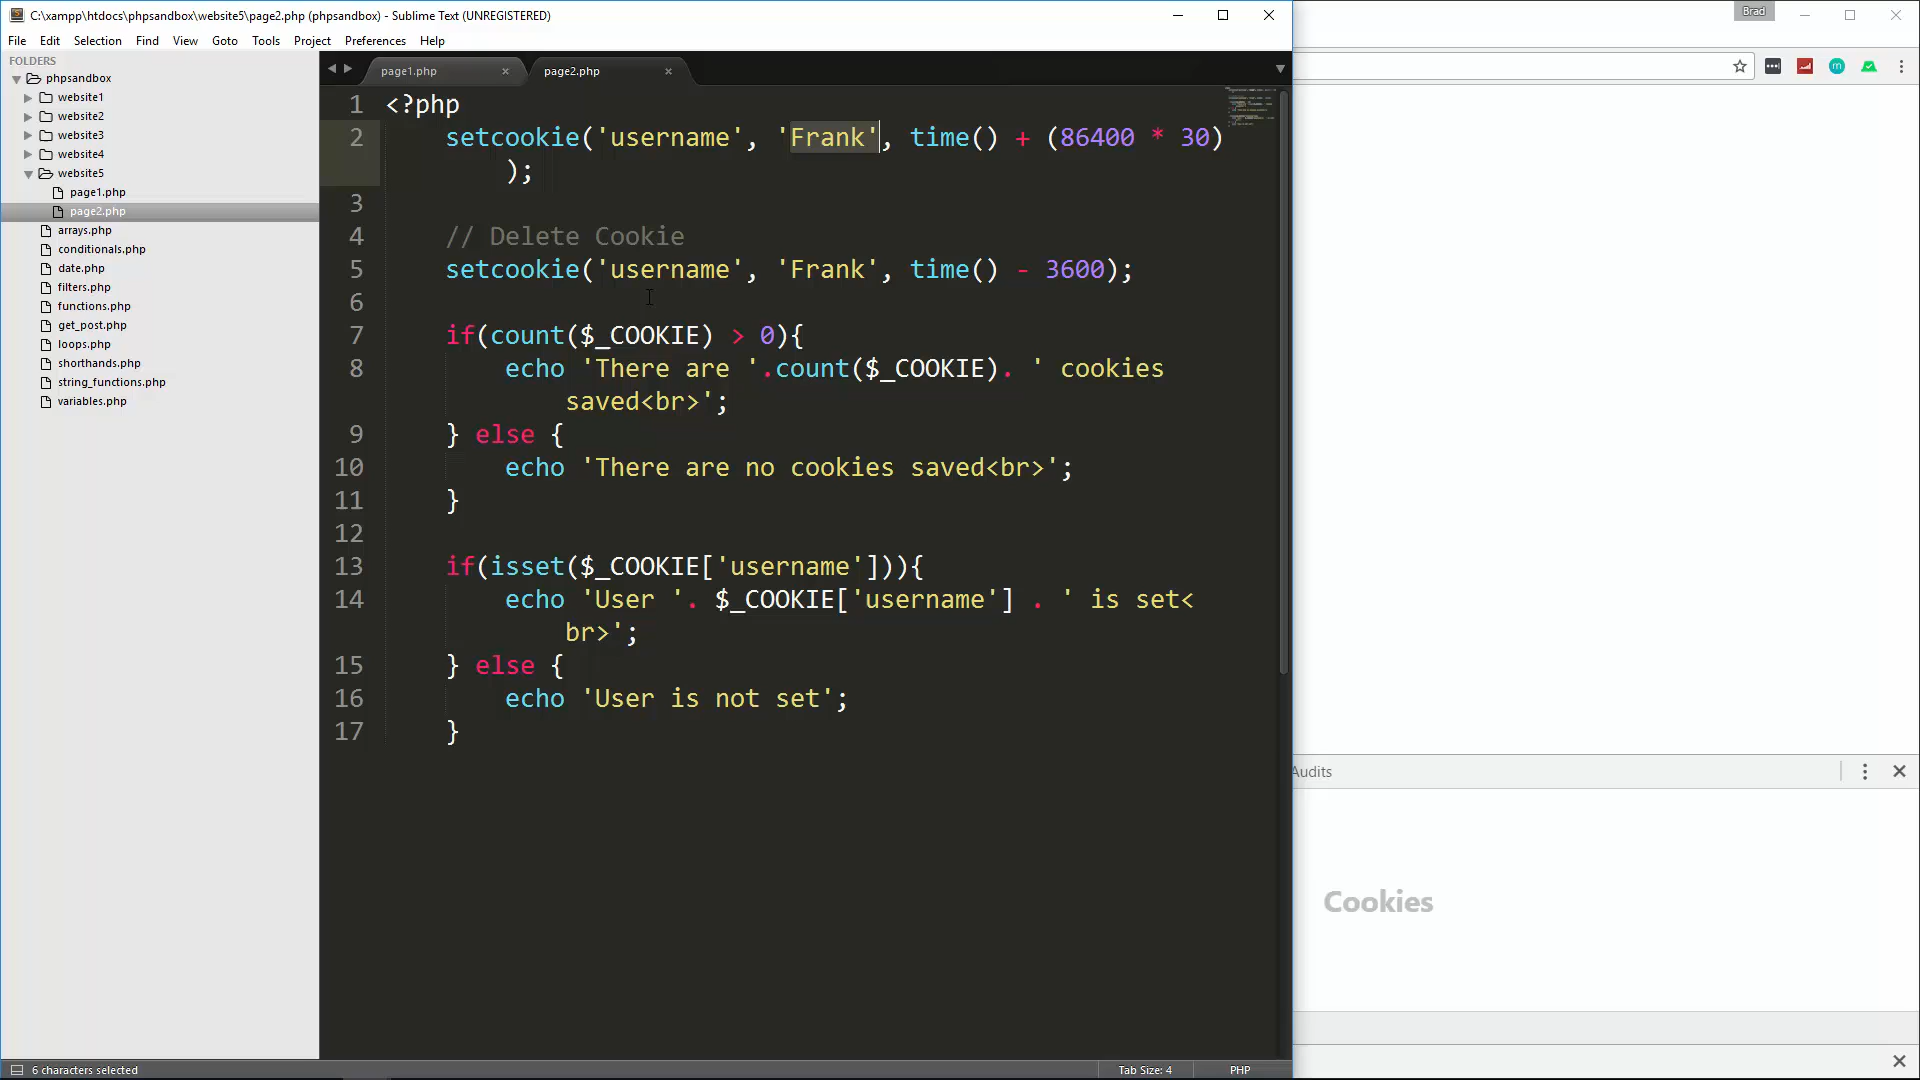 C:\xampp\htdocs\phpsandbox\website5\page2.php (phpsandbox) - Sublime Text (UNREGISTERED)
Brad
File Edit Selection Find View Goto Tools Project Preferences Help
FOLDERS
phpsandbox
website1
website2
website3
website4
website5
page1.php
page2.php
arrays.php
conditionals.php
date.php
filters.php
functions.php
get_post.php
loops.php
shorthands.php
string_functions.php
variables.php
page1.php page2.php
1 <?php
2 setcookie('username', 'Frank', time() + (86400 * 30)
);
3
4 // Delete Cookie
5 setcookie('username', 'Frank', time() - 3600);
6
7 if(count($_COOKIE) > 0){
8 echo 'There are '.count($_COOKIE). ' cookies
saved<br>';
9 } else {
10 echo 'There are no cookies saved<br>';
11 }
12
13 if(isset($_COOKIE['username'])){
14 echo 'User '. $_COOKIE['username'] . ' is set<
br>';
15 } else {
16 echo 'User is not set';
17 }
Audits
Cookies
6 characters selected
Tab Size: 4
PHP